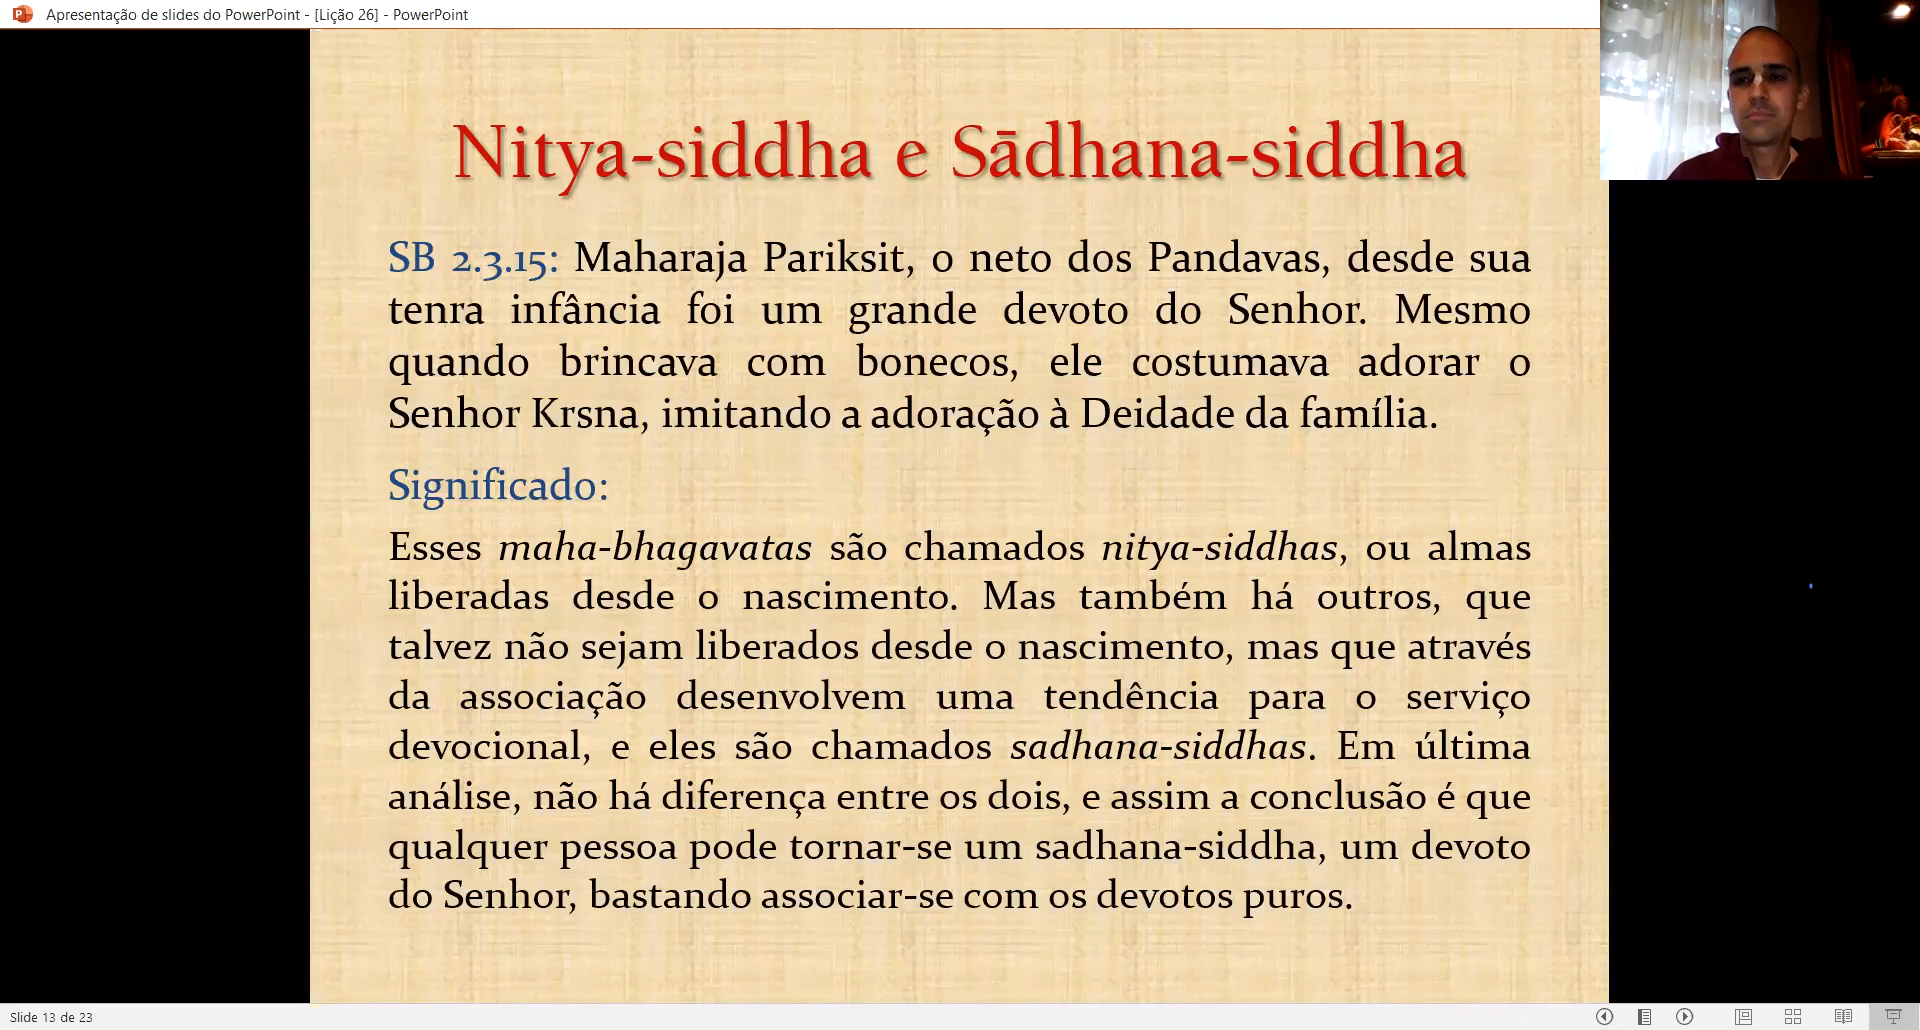 Apresentação de slides do PowerPoint - [Lição 26] - PowerPoint
Nitya-siddha e Sādhana-siddha
SB 2.3.15: Maharaja Pariksit, o neto dos Pandavas, desde sua
tenra infância foi um grande devoto do Senhor. Mesmo
quando brincava com bonecos, ele costumava adorar o
Senhor Krsna, imitando a adoração à Deidade da família.
Significado:
Esses maha-bhagavatas são chamados nitya-siddhas, ou almas
liberadas desde o nascimento. Mas também há outros, que
talvez não sejam liberados desde o nascimento, mas que através
da associação desenvolvem uma tendência para o serviço
devocional, e eles são chamados sadhana-siddhas. Em última
análise, não há diferença entre os dois, e assim a conclusão é que
qualquer pessoa pode tornar-se um sadhana-siddha, um devoto
do Senhor, bastando associar-se com os devotos puros.
Slide 13 de 23